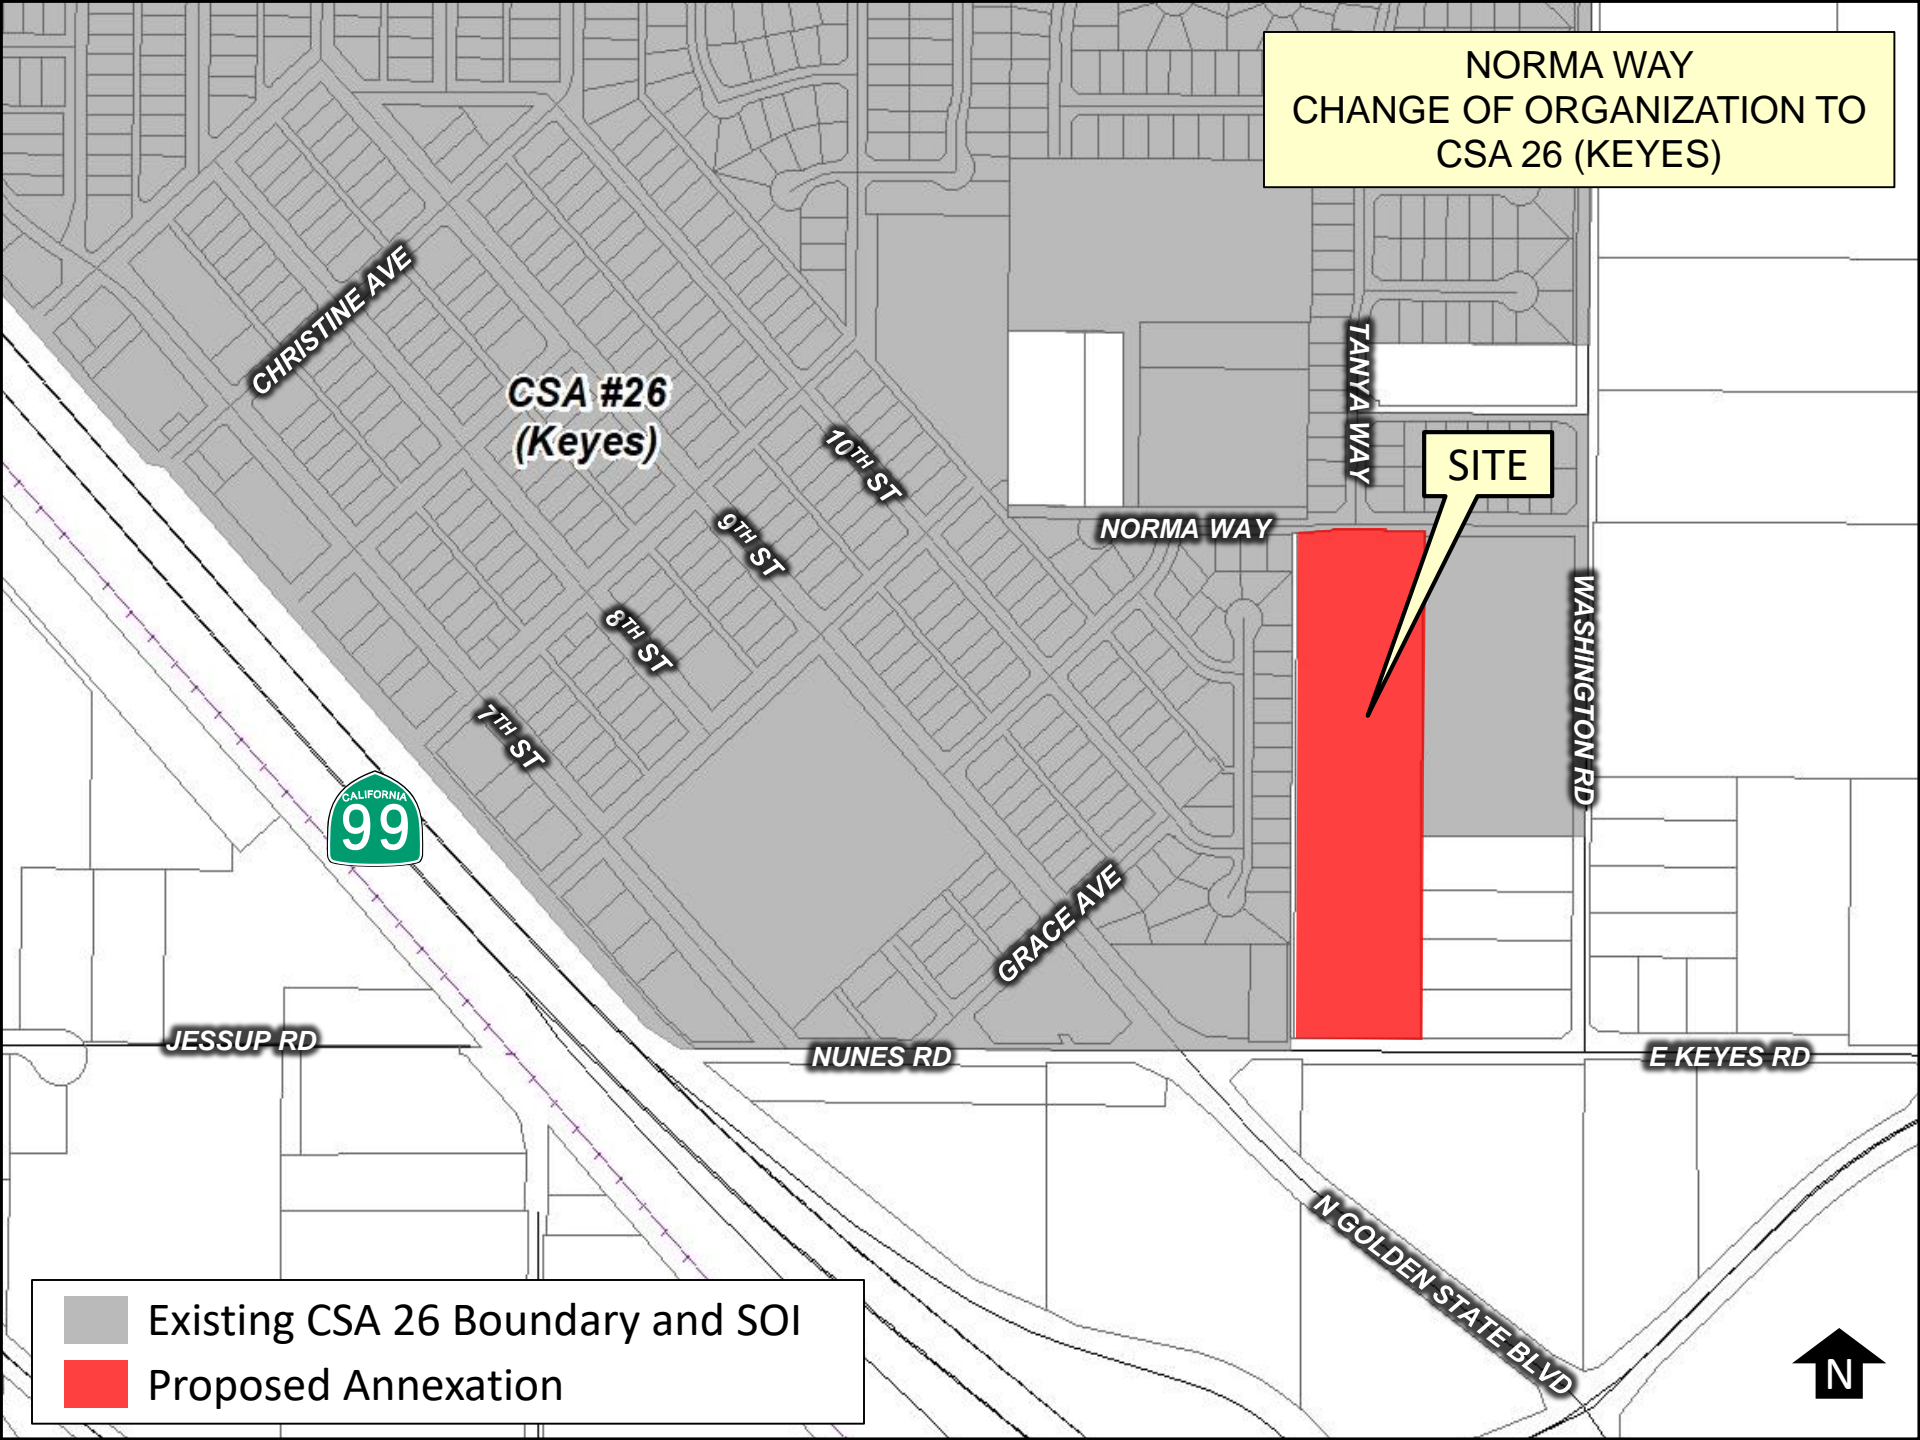 NORMA WAY
CHANGE OF ORGANIZATION TO
CSA 26 (KEYES)
CHRISTINE AVE
CSA #26
(Keyes)
TANYA WAY
10TH ST
SITE
9TH ST
NORMA WAY
8TH ST
WASHINGTON RD
7TH ST
CALIFORNIA
99
GRACE AVE
JESSUP RD
NUNES RD
E KEYES RD
N GOLDEN STATE BLVD
Existing CSA 26 Boundary and SOI
Proposed Annexation
N